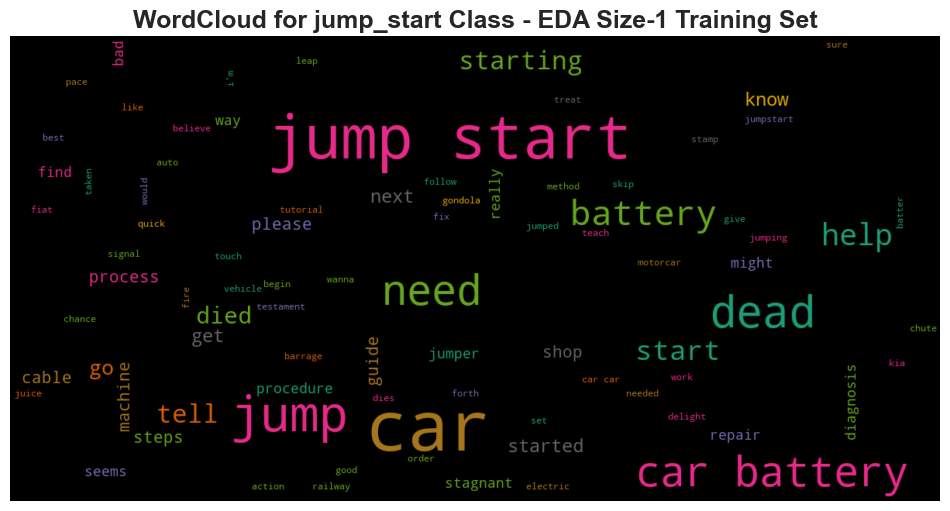 WordCloud for jump_start Class - EDA Size-1 Training Set
bad
starting
sure
leap
i'm
pace
treat
know
like
way
jumpstart
believe
jump start
best
stamp
auto
find
taken
would
next
follow
really
method
skip
fiat
tutorial
gondola
battery
batter
quick
please
fix
jumped
give
help
teach
jumping
signal
touch
process
motorcar
might
vehicle
begin
wanna
need
fire
testament
dead
chance
died
get
chute
barrage
guide
jumper
shop
start
kia
go
cable
machine
procedure
car car
work
juice
dies
forth
needed
diagnosis
tell
jump
car
set
delight
steps
started
repair
seems
good
order
car battery
action
railway
stagnant
electric